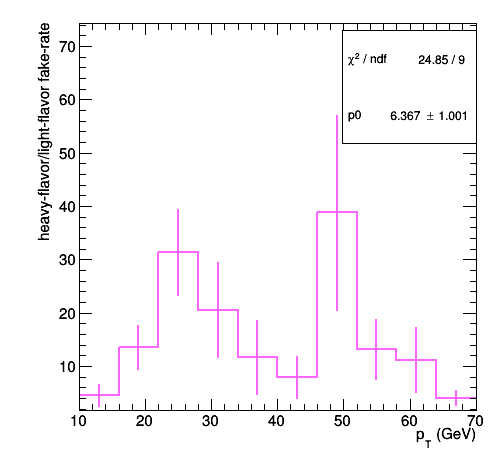 heavy-flavor/light-flavor fake-rate
χ² / ndf 24.85 / 9
p0 6.367 ± 1.001
70
60
50
40
30
20
10
10 20 30 40 50 60 70
p_T (GeV)